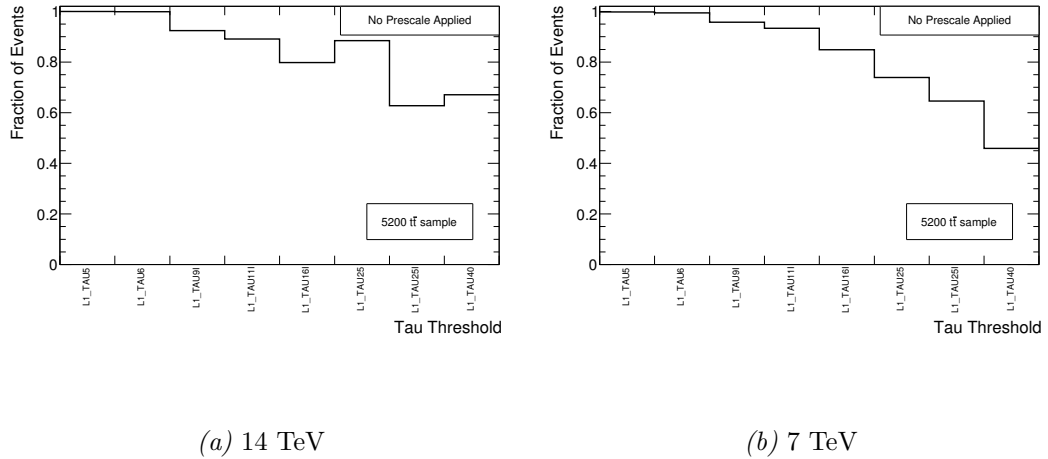 Fraction of Events
1
0.8
0.6
0.4
0.2
0
No Prescale Applied
5200 tt̄ sample
L1_TAU5
L1_TAU6
L1_TAU9I
L1_TAU11I
L1_TAU16I
L1_TAU25
L1_TAU25I
L1_TAU40
Tau Threshold
(a) 14 TeV
Fraction of Events
1
0.8
0.6
0.4
0.2
0
No Prescale Applied
5200 tt̄ sample
L1_TAU5
L1_TAU6
L1_TAU9I
L1_TAU11I
L1_TAU16I
L1_TAU25
L1_TAU25I
L1_TAU40
Tau Threshold
(b) 7 TeV